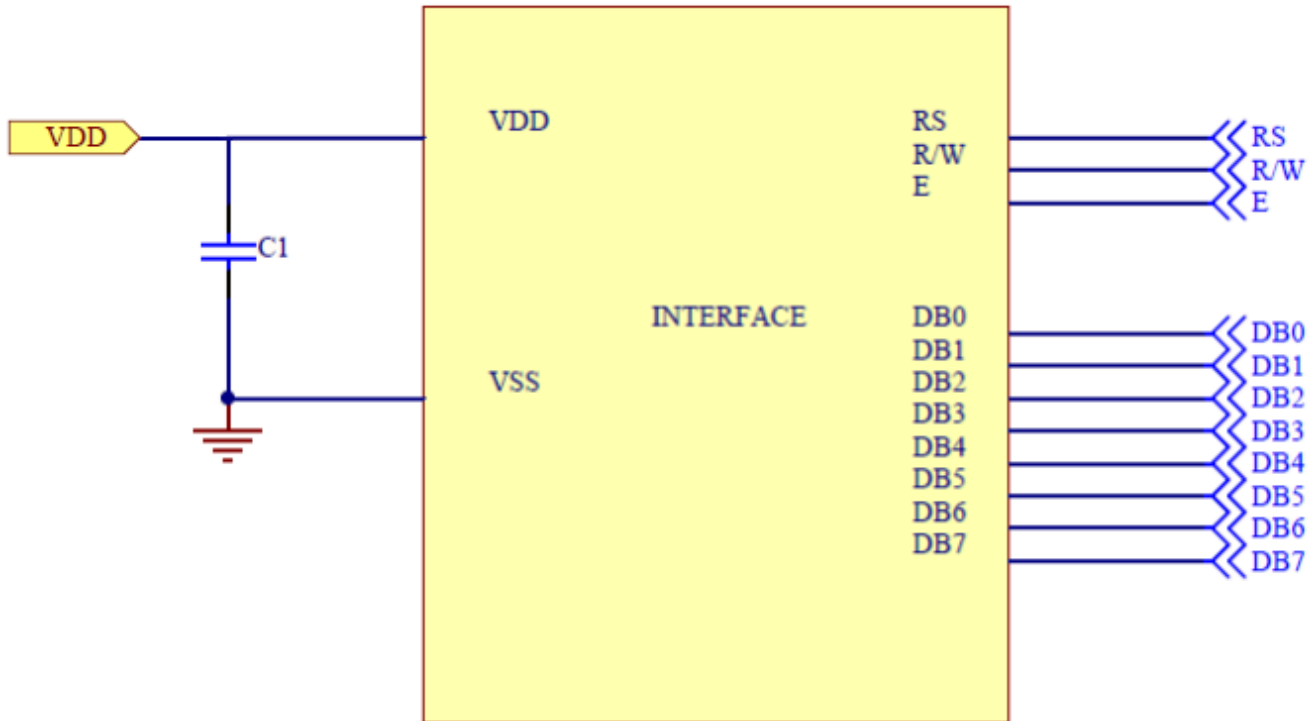 VDD
C1
VDD
VSS
INTERFACE
RS
R/W
E
DB0
DB1
DB2
DB3
DB4
DB5
DB6
DB7
RS
R/W
E
DB0
DB1
DB2
DB3
DB4
DB5
DB6
DB7